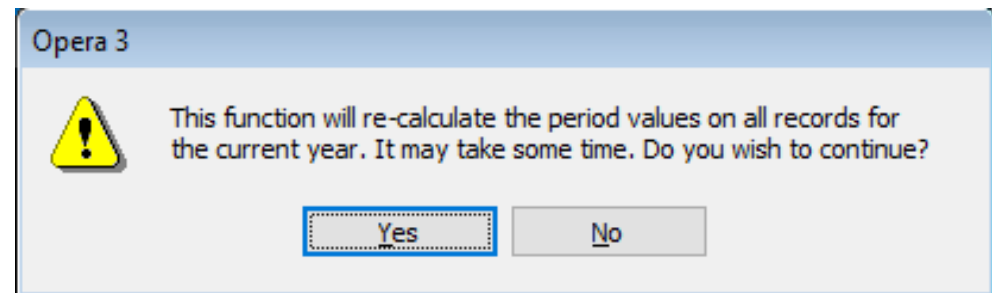 Opera 3
This function will re-calculate the period values on all records for
the current year. It may take some time. Do you wish to continue?
Yes No